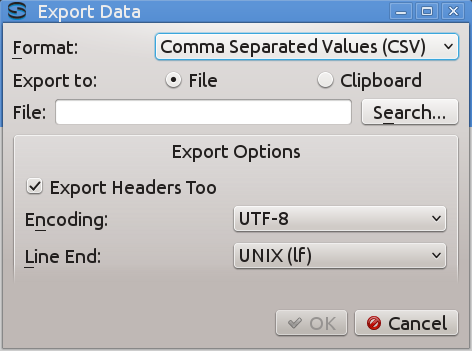 Export Data
Format: Comma Separated Values (CSV)
Export to: File Clipboard
File: Search...
Export Options
Export Headers Too
Encoding: UTF-8
Line End: UNIX (lf)
OK Cancel